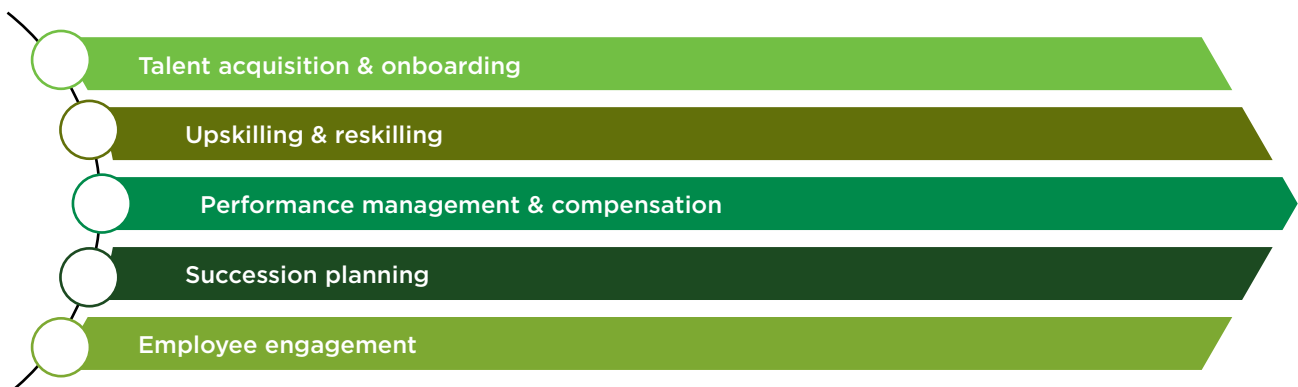 Talent acquisition & onboarding
Upskilling & reskilling
Performance management & compensation
Succession planning
Employee engagement